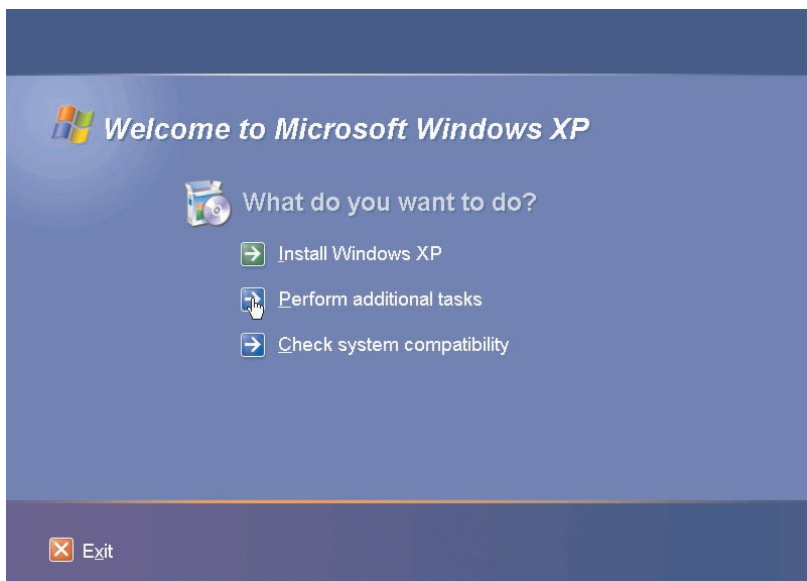 Welcome to Microsoft Windows XP
What do you want to do?
Install Windows XP
Perform additional tasks
Check system compatibility
Exit